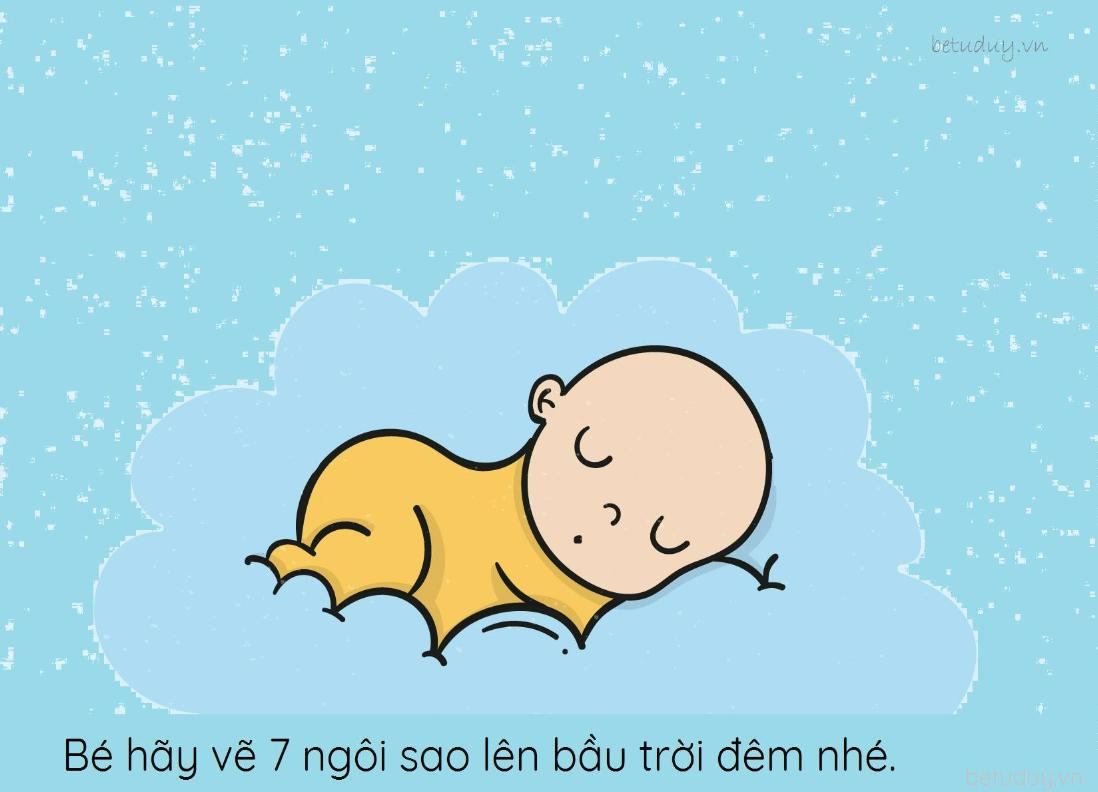 betuduy.vn
Bé hãy vẽ 7 ngôi sao lên bầu trời đêm nhé.
betuduy.vn